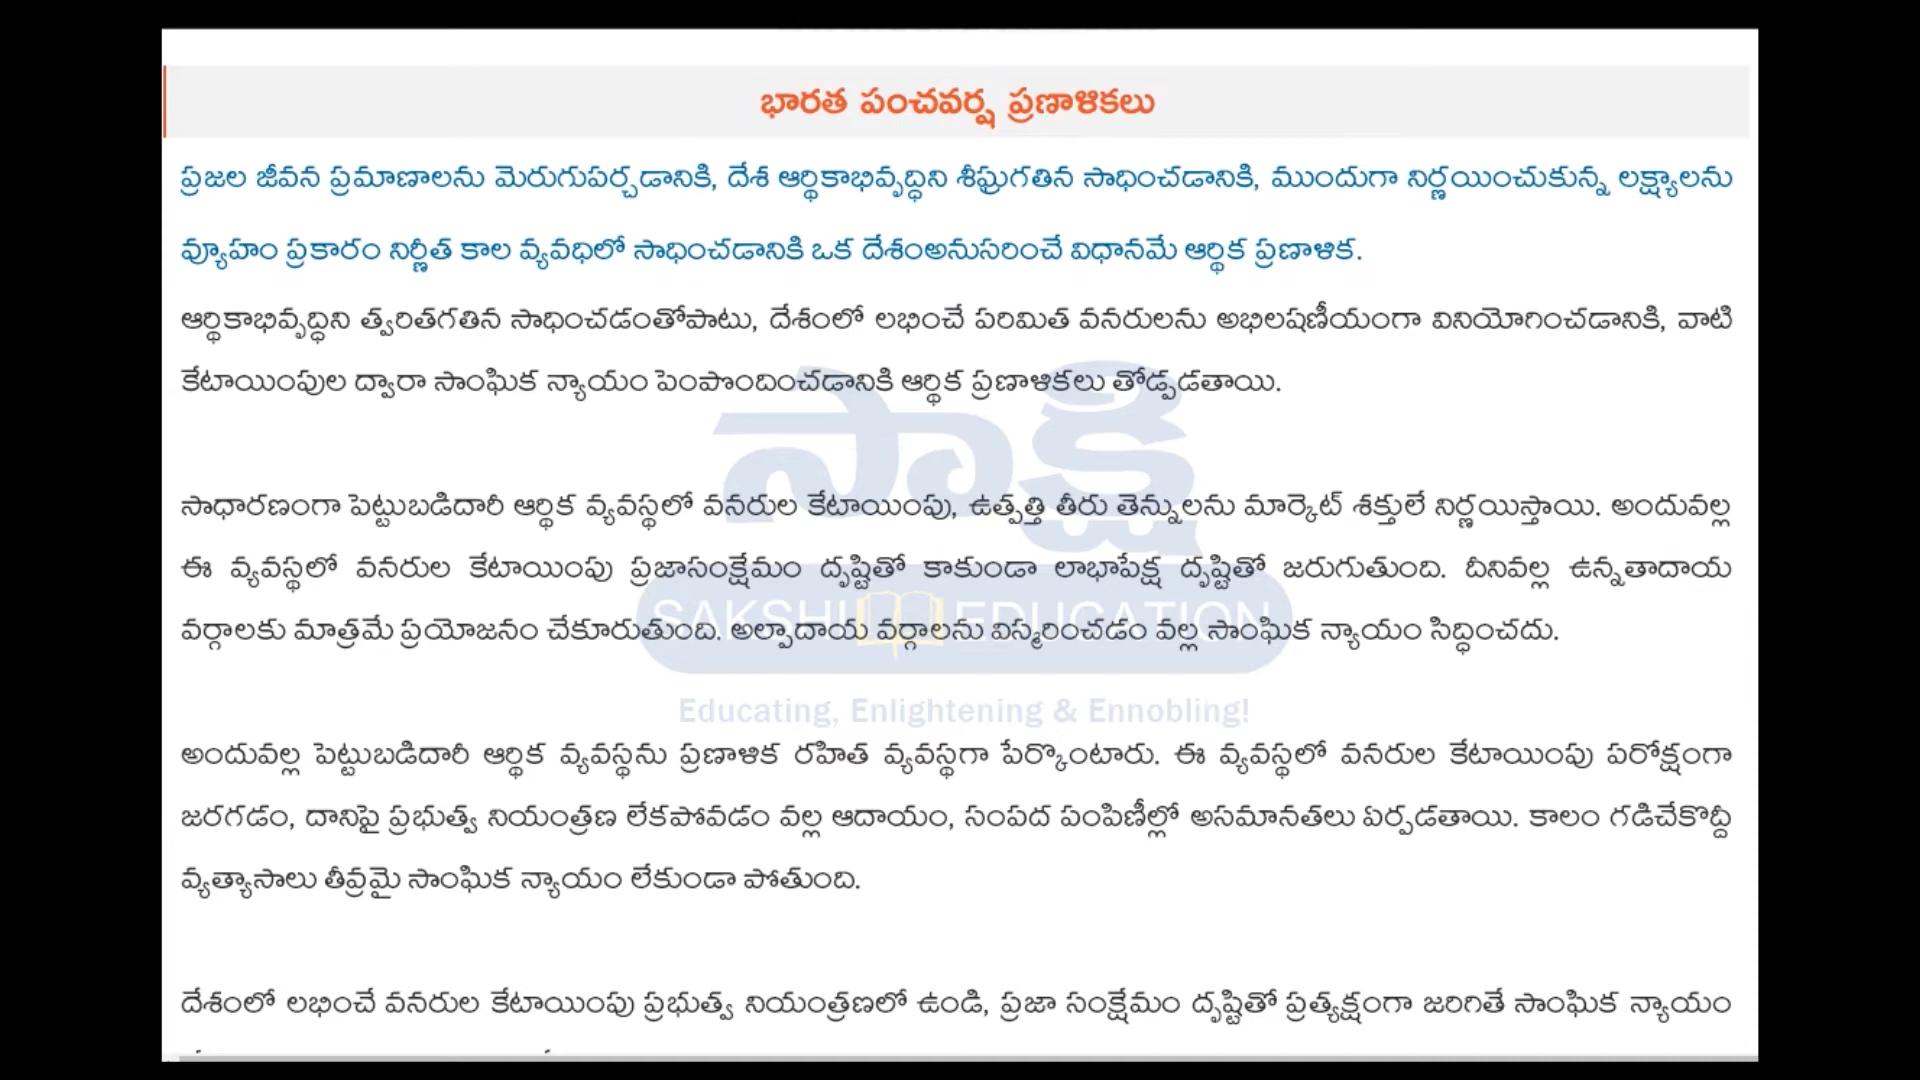 భారత పంచవర్ష ప్రణాళికలు
ప్రజల జీవన ప్రమాణాలను మెరుగుపర్చడానికి, దేశ ఆర్థికాభివృద్ధిని శీఘ్రగతిన సాధించడానికి, ముందుగా నిర్ణయించుకున్న లక్ష్యాలను
వ్యూహం ప్రకారం నిర్ణీత కాల వ్యవధిలో సాధించడానికి ఒక దేశంఅనుసరించే విధానమే ఆర్థిక ప్రణాళిక.
ఆర్థికాభివృద్ధిని త్వరితగతిన సాధించడంతోపాటు, దేశంలో లభించే పరిమిత వనరులను అభిలషణీయంగా వినియోగించడానికి, వాటి
కేటాయింపుల ద్వారా సాంఘిక న్యాయం పెంపొందించడానికి ఆర్థిక ప్రణాళికలు తోడ్పడతాయి.
సాక్షి
సాధారణంగా పెట్టుబడిదారీ ఆర్థిక వ్యవస్థలో వనరుల కేటాయింపు, ఉత్పత్తి తీరు తెన్నులను మార్కెట్ శక్తులే నిర్ణయిస్తాయి. అందువల్ల
ఈ వ్యవస్థలో వనరుల కేటాయింపు ప్రజాసంక్షేమం దృష్టితో కాకుండా లాభాపేక్ష దృష్టితో జరుగుతుంది. దీనివల్ల ఉన్నతాదాయ
వర్గాలకు మాత్రమే ప్రయోజనం చేకూరుతుంది. అల్పాదాయ వర్గాలను విస్మరించడం వల్ల సాంఘిక న్యాయం సిద్ధించదు.
SAKSHI EDUCATION
Educating, Enlightening & Ennobling!
అందువల్ల పెట్టుబడిదారీ ఆర్థిక వ్యవస్థను ప్రణాళిక రహిత వ్యవస్థగా పేర్కొంటారు. ఈ వ్యవస్థలో వనరుల కేటాయింపు పరోక్షంగా
జరగడం, దానిపై ప్రభుత్వ నియంత్రణ లేకపోవడం వల్ల ఆదాయం, సంపద పంపిణీల్లో అసమానతలు ఏర్పడతాయి. కాలం గడిచేకొద్దీ
వ్యత్యాసాలు తీవ్రమై సాంఘిక న్యాయం లేకుండా పోతుంది.
దేశంలో లభించే వనరుల కేటాయింపు ప్రభుత్వ నియంత్రణలో ఉండి, ప్రజా సంక్షేమం దృష్టితో ప్రత్యక్షంగా జరిగితే సాంఘిక న్యాయం